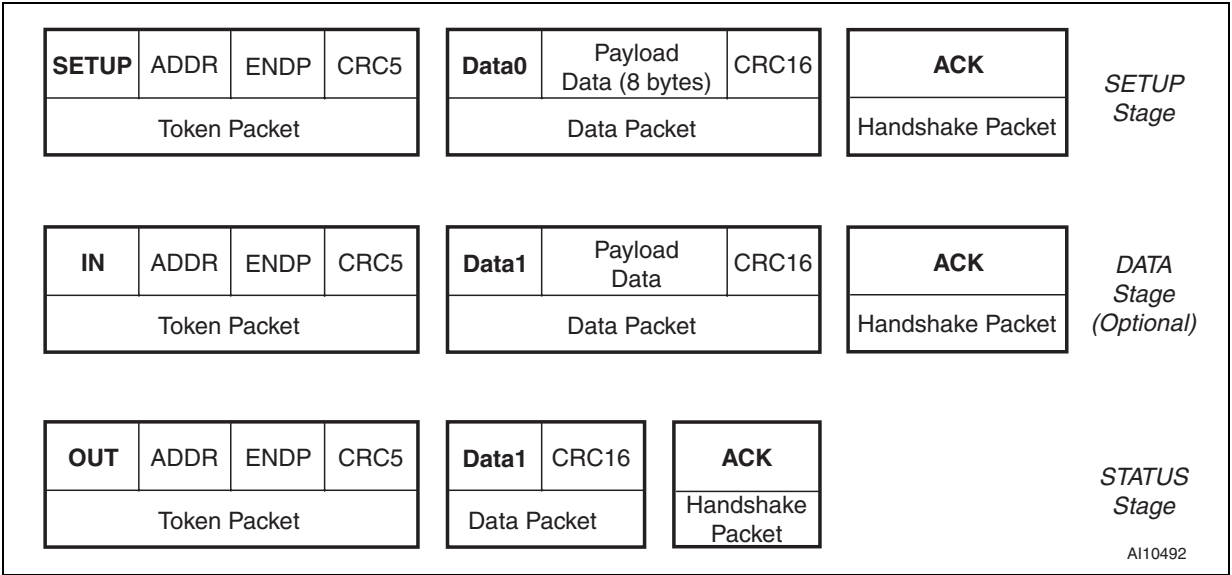 SETUP ADDR ENDP CRC5
Token Packet
Data0 Payload Data (8 bytes) CRC16
Data Packet
ACK
Handshake Packet
SETUP
Stage
IN ADDR ENDP CRC5
Token Packet
Data1 Payload Data CRC16
Data Packet
ACK
Handshake Packet
DATA
Stage
(Optional)
OUT ADDR ENDP CRC5
Token Packet
Data1 CRC16
Data Packet
ACK
Handshake
Packet
STATUS
Stage
AI10492